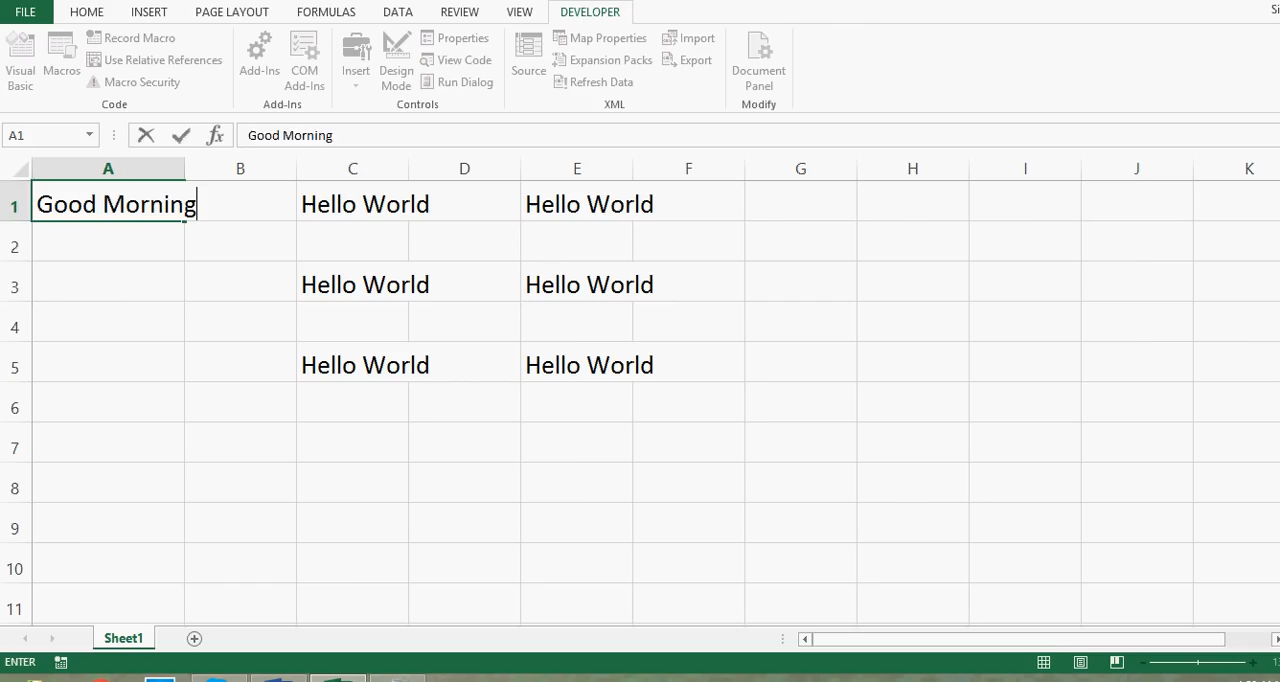 FILE HOME INSERT PAGE LAYOUT FORMULAS DATA REVIEW VIEW DEVELOPER
Visual Basic
Macros
Record Macro
Use Relative References
Macro Security
Code
Add-Ins
COM Add-Ins
Add-Ins
Insert
Design Mode
Properties
View Code
Run Dialog
Controls
Source
Map Properties
Expansion Packs
Refresh Data
Import
Export
XML
Document Panel
Modify
A1 fx Good Morning
A B C D E F G H I J K
1 Good Morning Hello World Hello World
2
3 Hello World Hello World
4
5 Hello World Hello World
6
7
8
9
10
11
Sheet1
ENTER